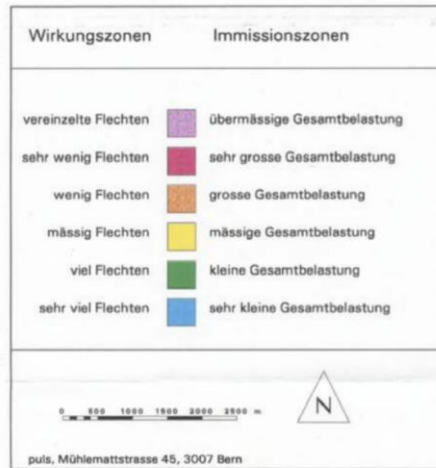 Wirkungszonen Immissionszonen
vereinzelte Flechten übermässige Gesamtbelastung
sehr wenig Flechten sehr grosse Gesamtbelastung
wenig Flechten grosse Gesamtbelastung
mässig Flechten mässige Gesamtbelastung
viel Flechten kleine Gesamtbelastung
sehr viel Flechten sehr kleine Gesamtbelastung
0 500 1000 1500 2000 2500 m.
N
puls, Mühlemattstrasse 45, 3007 Bern